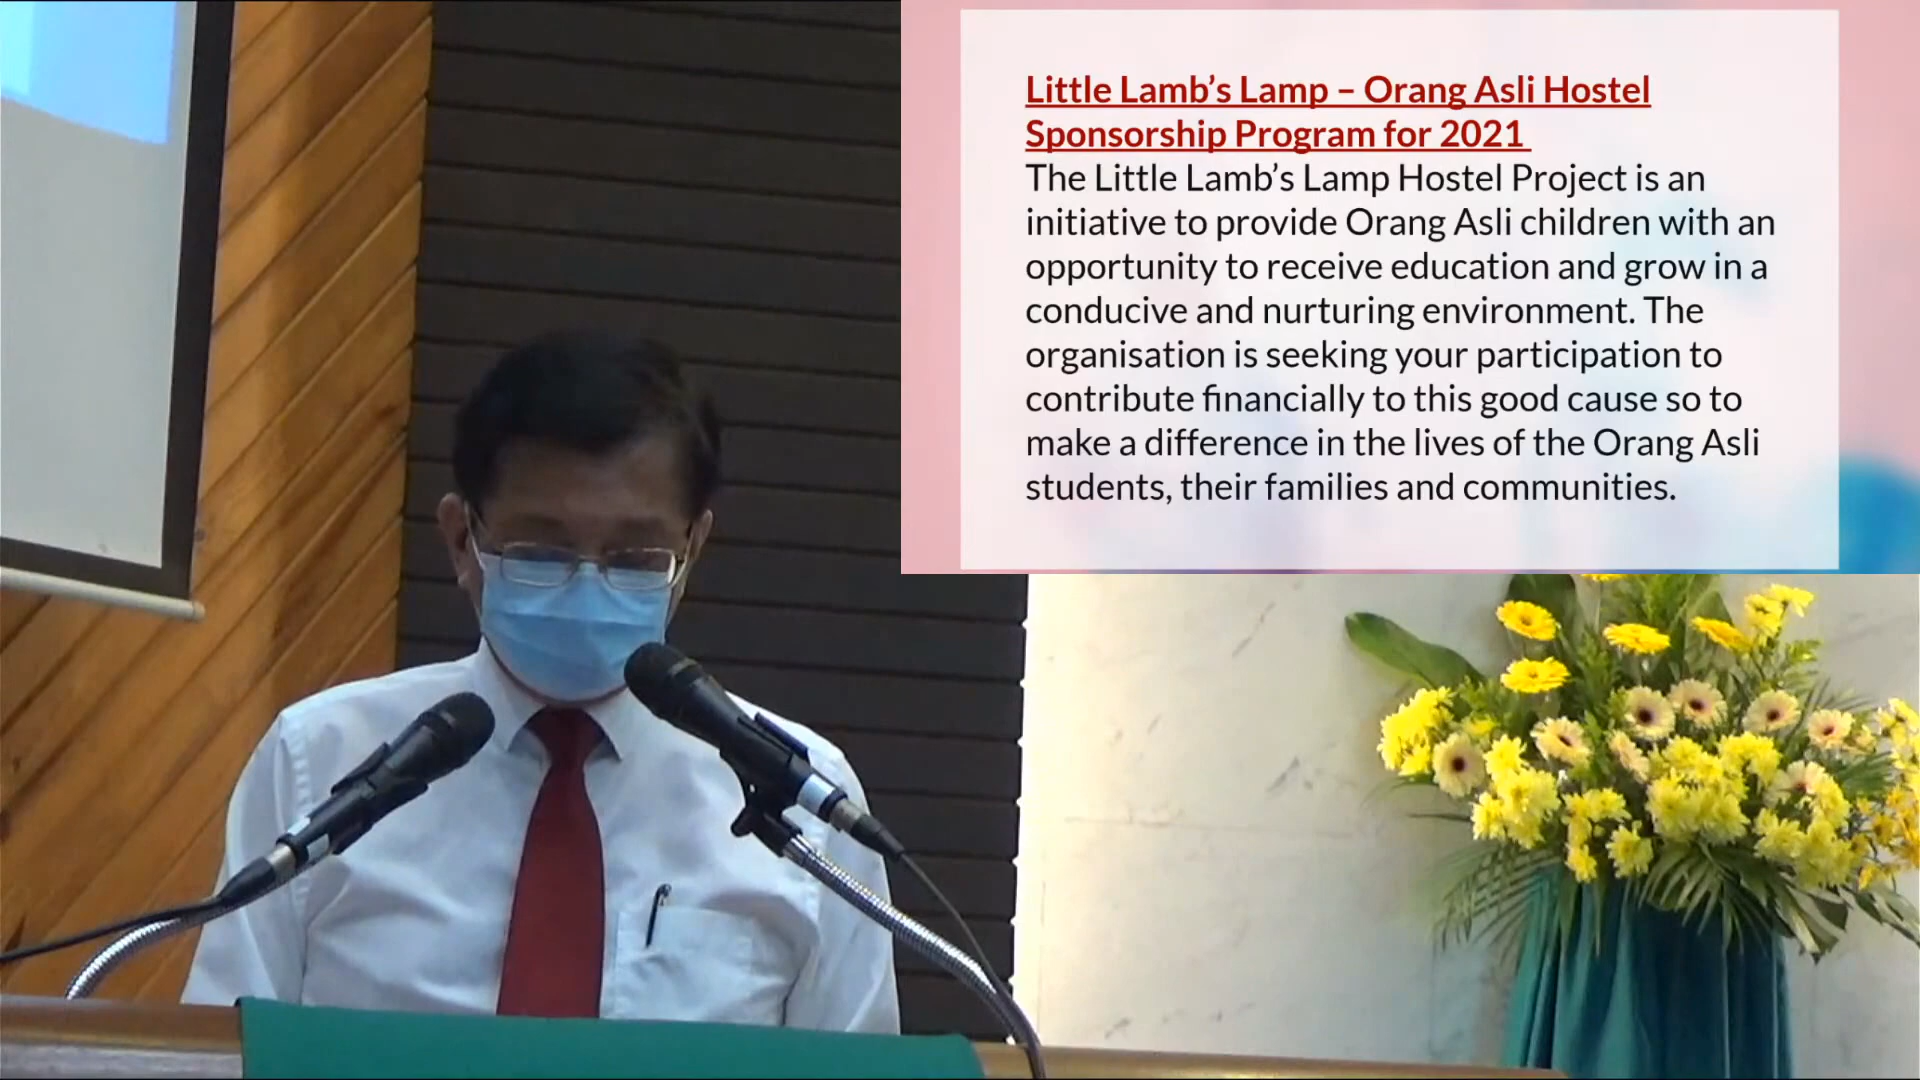 Little Lamb’s Lamp – Orang Asli Hostel
Sponsorship Program for 2021
The Little Lamb’s Lamp Hostel Project is an
initiative to provide Orang Asli children with an
opportunity to receive education and grow in a
conducive and nurturing environment. The
organisation is seeking your participation to
contribute financially to this good cause so to
make a difference in the lives of the Orang Asli
students, their families and communities.